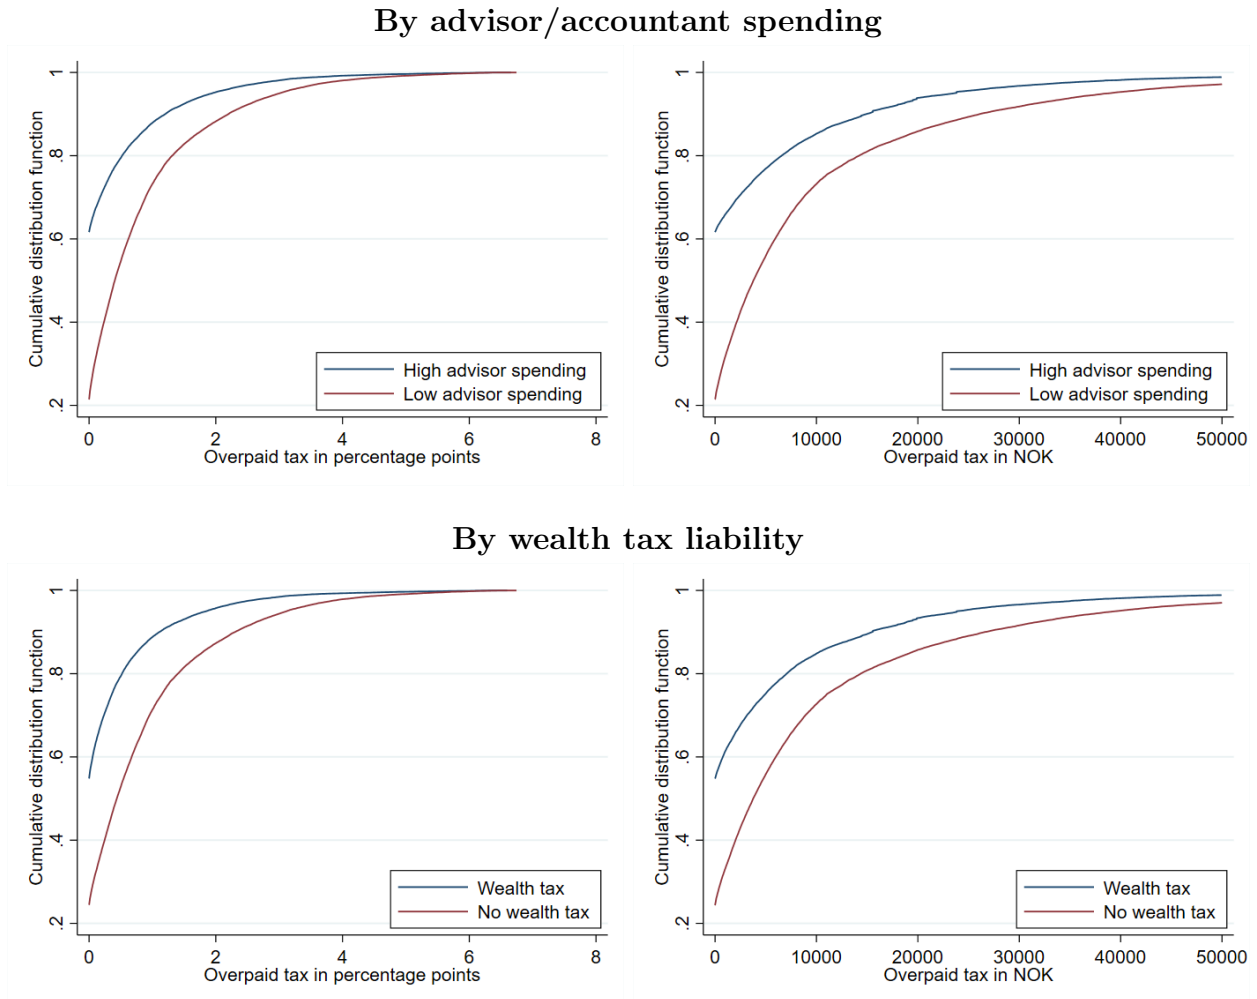 By advisor/accountant spending
Cumulative distribution function
1
.8
.6
.4
.2
High advisor spending
Low advisor spending
0 2 4 6 8
Overpaid tax in percentage points
Cumulative distribution function
1
.8
.6
.4
.2
High advisor spending
Low advisor spending
0 10000 20000 30000 40000 50000
Overpaid tax in NOK
By wealth tax liability
Cumulative distribution function
1
.8
.6
.4
.2
Wealth tax
No wealth tax
0 2 4 6 8
Overpaid tax in percentage points
Cumulative distribution function
1
.8
.6
.4
.2
Wealth tax
No wealth tax
0 10000 20000 30000 40000 50000
Overpaid tax in NOK